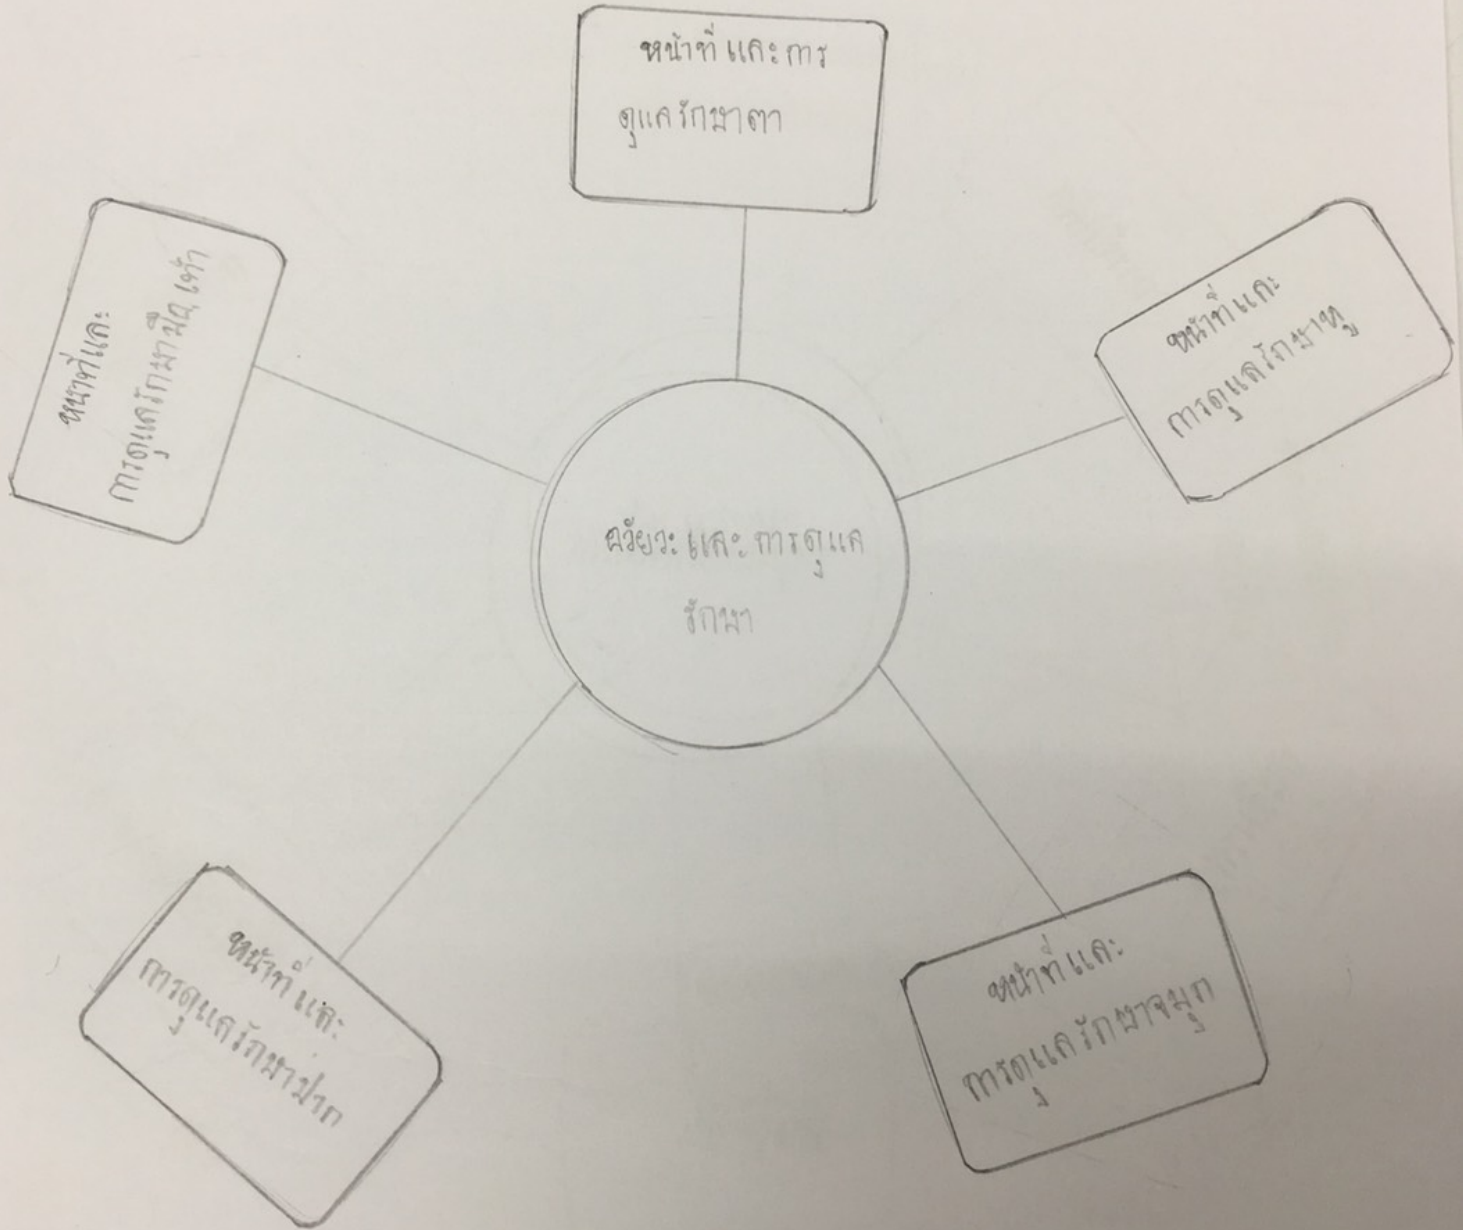 หน้าที่ และการ
ดูแลรักษาตา
หน้าที่และ
การดูแลรักษาหู
หน้าที่ และ
การดูแลรักษาจมูก
หน้าที่ และ
การดูแลรักษาปาก
หน้าที่และ
การดูแลรักษามือ, เท้า
อวัยวะ และ การดูแล
รักษา